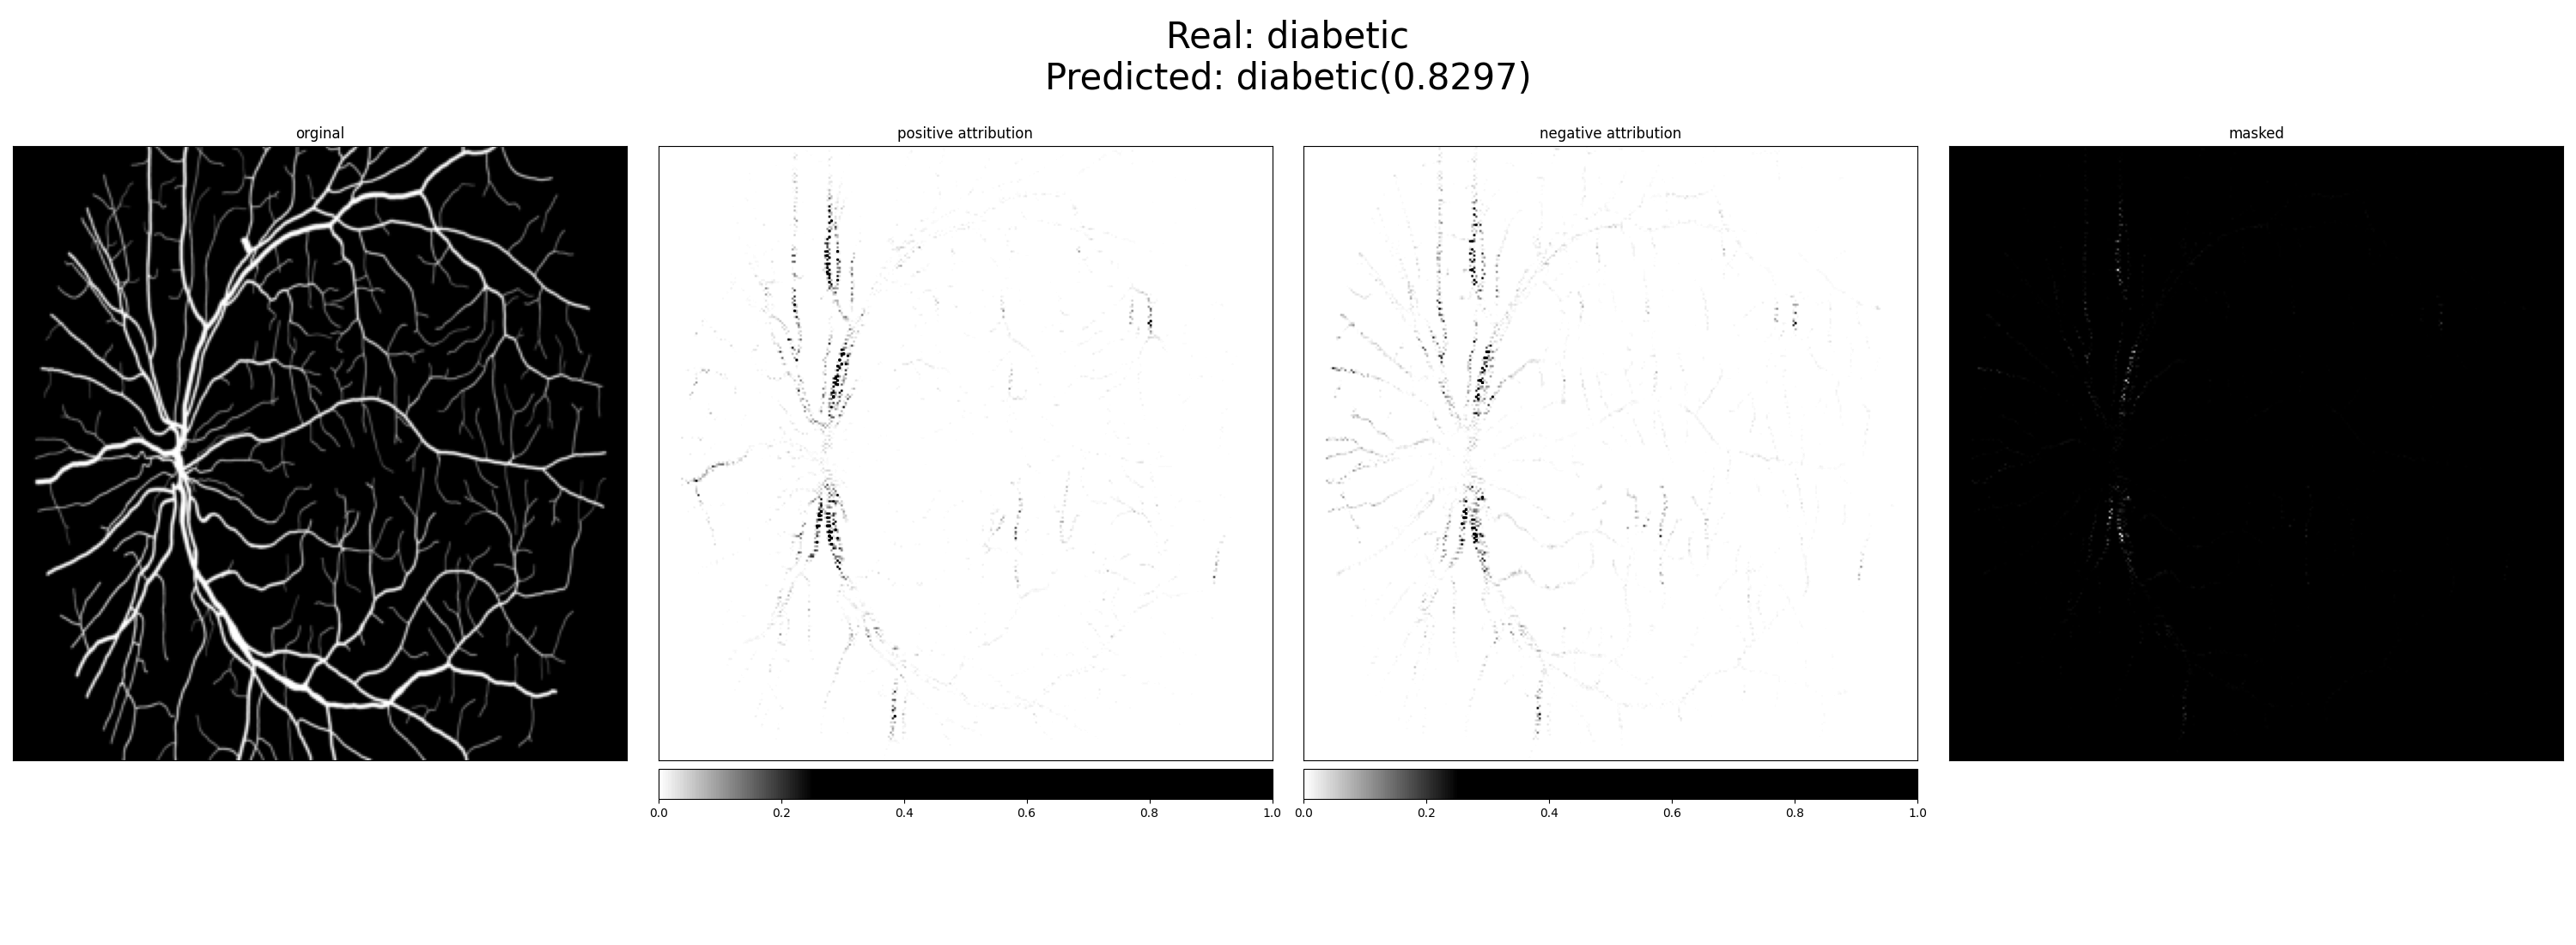 Real: diabetic
Predicted: diabetic(0.8297)
orginal
positive attribution
negative attribution
masked
0.0 0.2 0.4 0.6 0.8 1.0
0.0 0.2 0.4 0.6 0.8 1.0